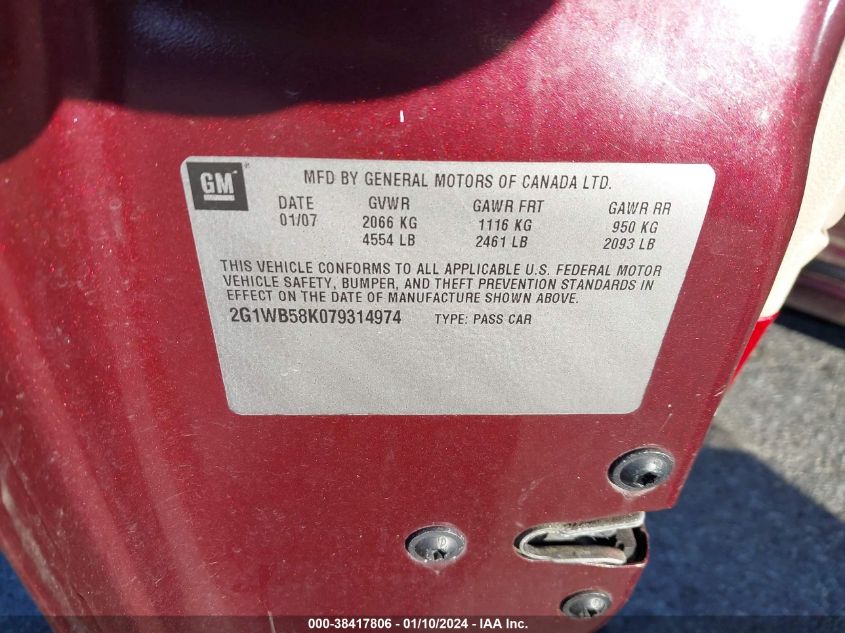 GM
MFD BY GENERAL MOTORS OF CANADA LTD.
DATE GVWR GAWR FRT GAWR RR
01/07 2066 KG 1116 KG 950 KG
4554 LB 2461 LB 2093 LB
THIS VEHICLE CONFORMS TO ALL APPLICABLE U.S. FEDERAL MOTOR
VEHICLE SAFETY, BUMPER, AND THEFT PREVENTION STANDARDS IN
EFFECT ON THE DATE OF MANUFACTURE SHOWN ABOVE.
2G1WB58K079314974 TYPE: PASS CAR
000-38417806 - 01/10/2024 - IAA Inc.